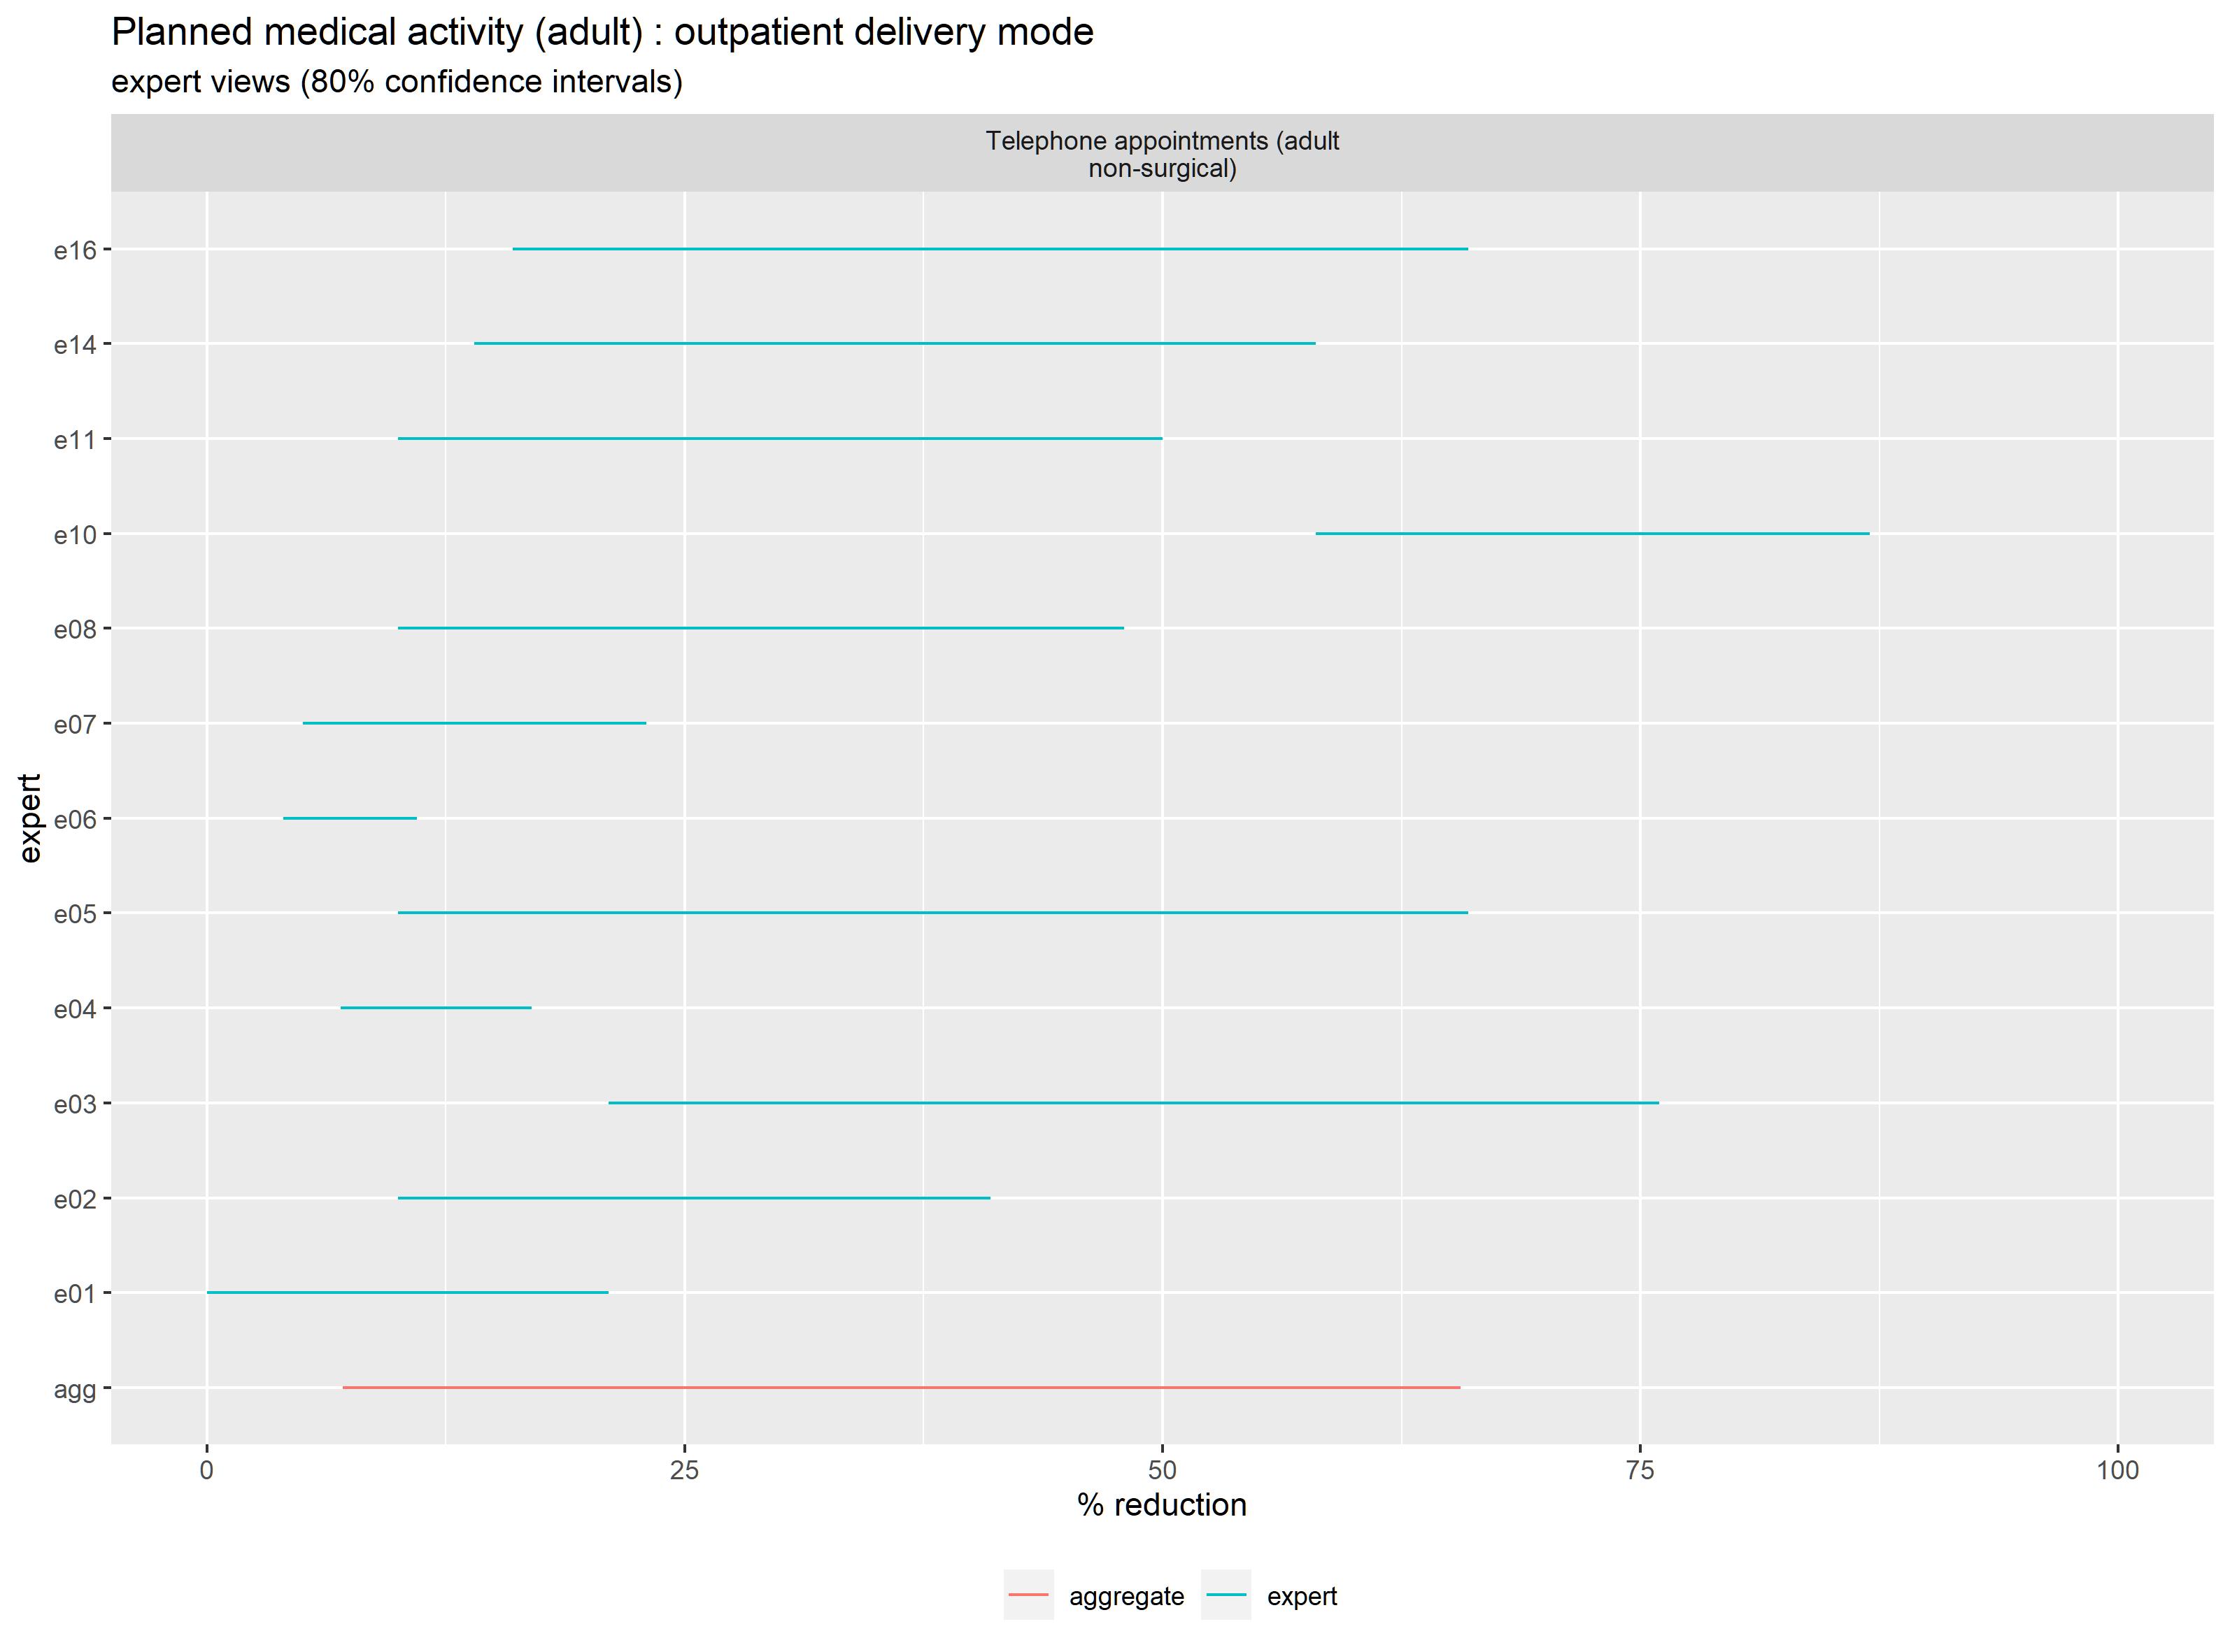 Planned medical activity (adult) : outpatient delivery mode
expert views (80% confidence intervals)
Telephone appointments (adult
non-surgical)
e16
e14
e11
e10
e08
e07
e06
e05
e04
e03
e02
e01
agg
expert
0 25 50 75 100
% reduction
aggregate expert